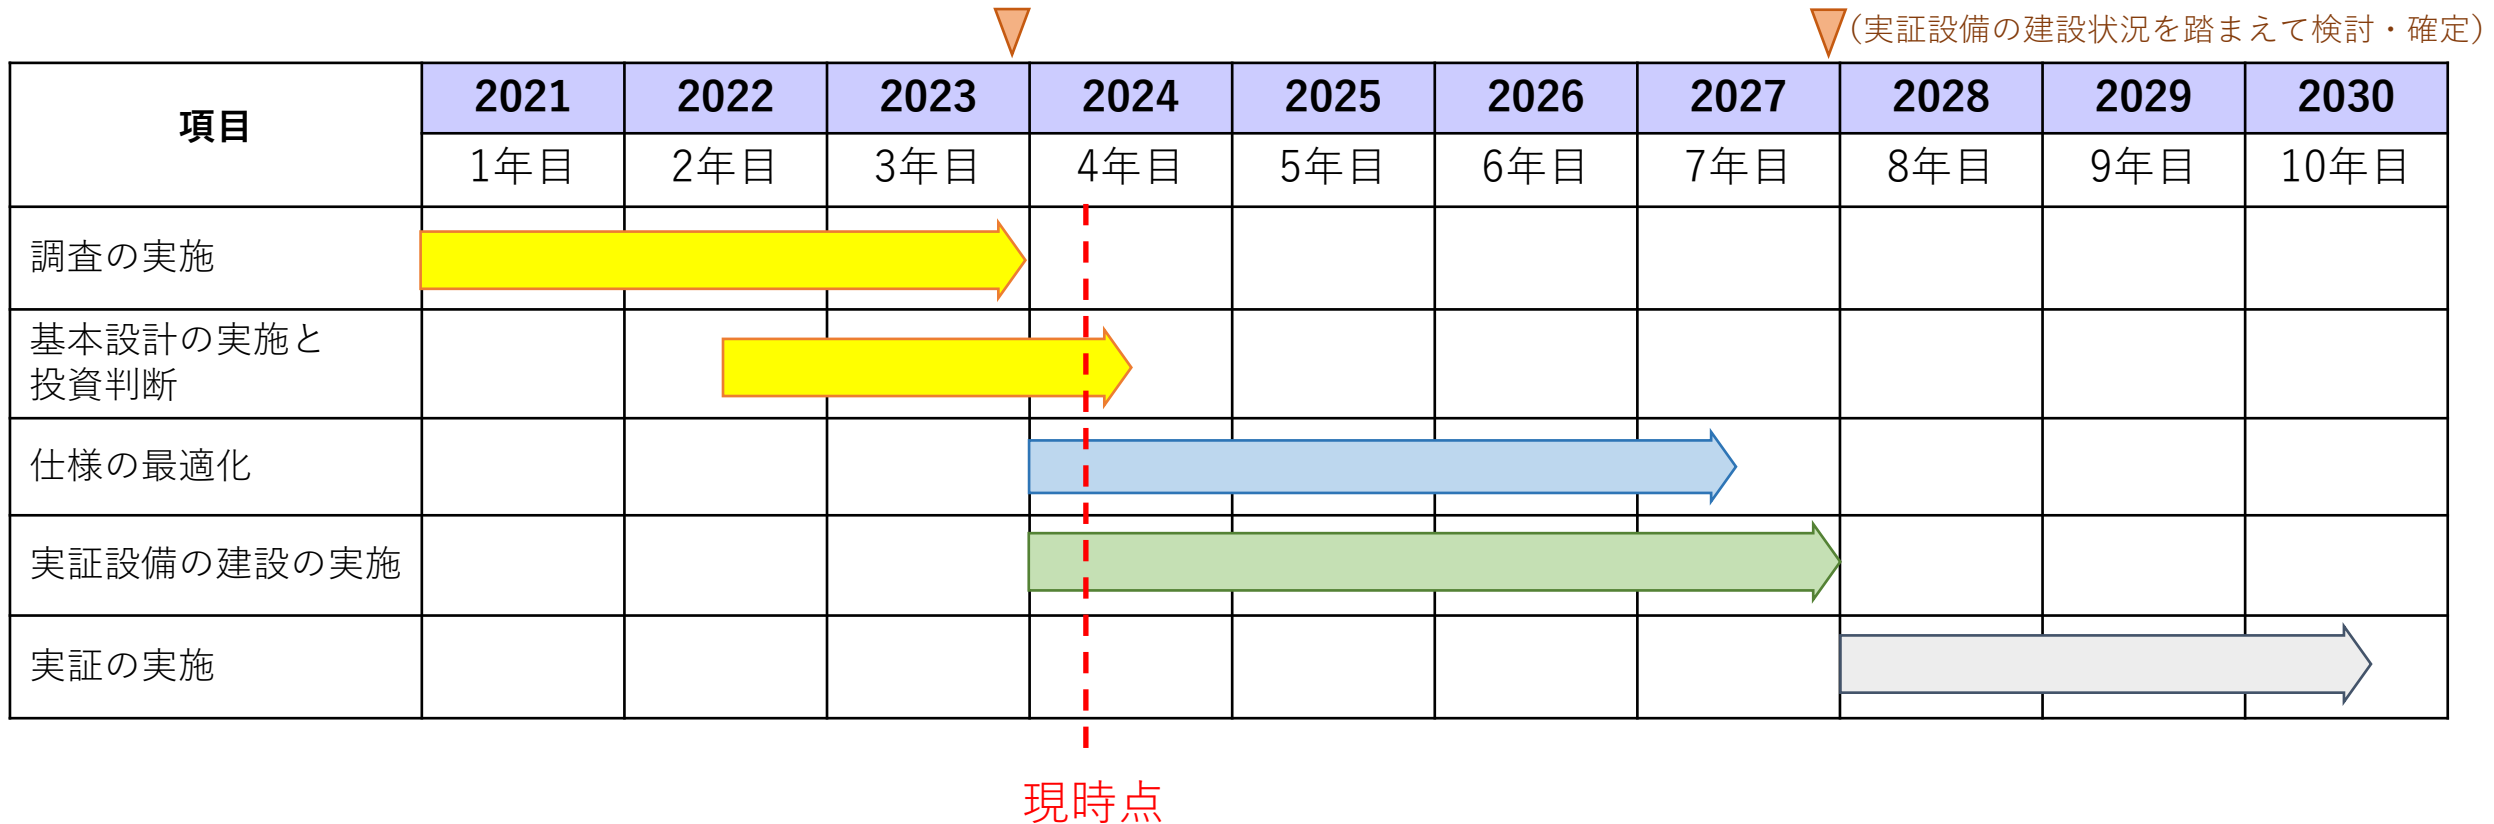 (実証設備の建設状況を踏まえて検討・確定)
項目
2021 2022 2023 2024 2025 2026 2027 2028 2029 2030
1年目 2年目 3年目 4年目 5年目 6年目 7年目 8年目 9年目 10年目
調査の実施
基本設計の実施と
投資判断
仕様の最適化
実証設備の建設の実施
実証の実施
現時点